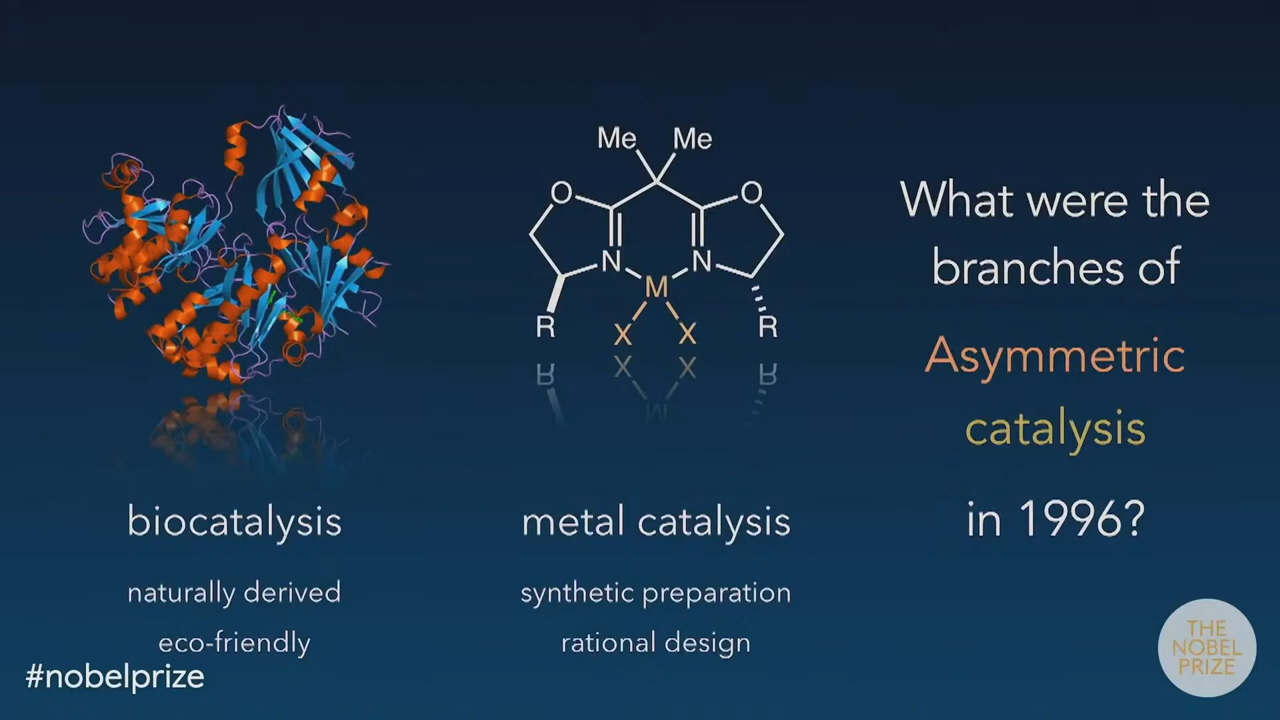 Me Me
O O
N N
M
R X X R
What were the
branches of
Asymmetric
catalysis
in 1996?
biocatalysis
naturally derived
eco-friendly
metal catalysis
synthetic preparation
rational design
#nobelprize
THE
NOBEL
PRIZE